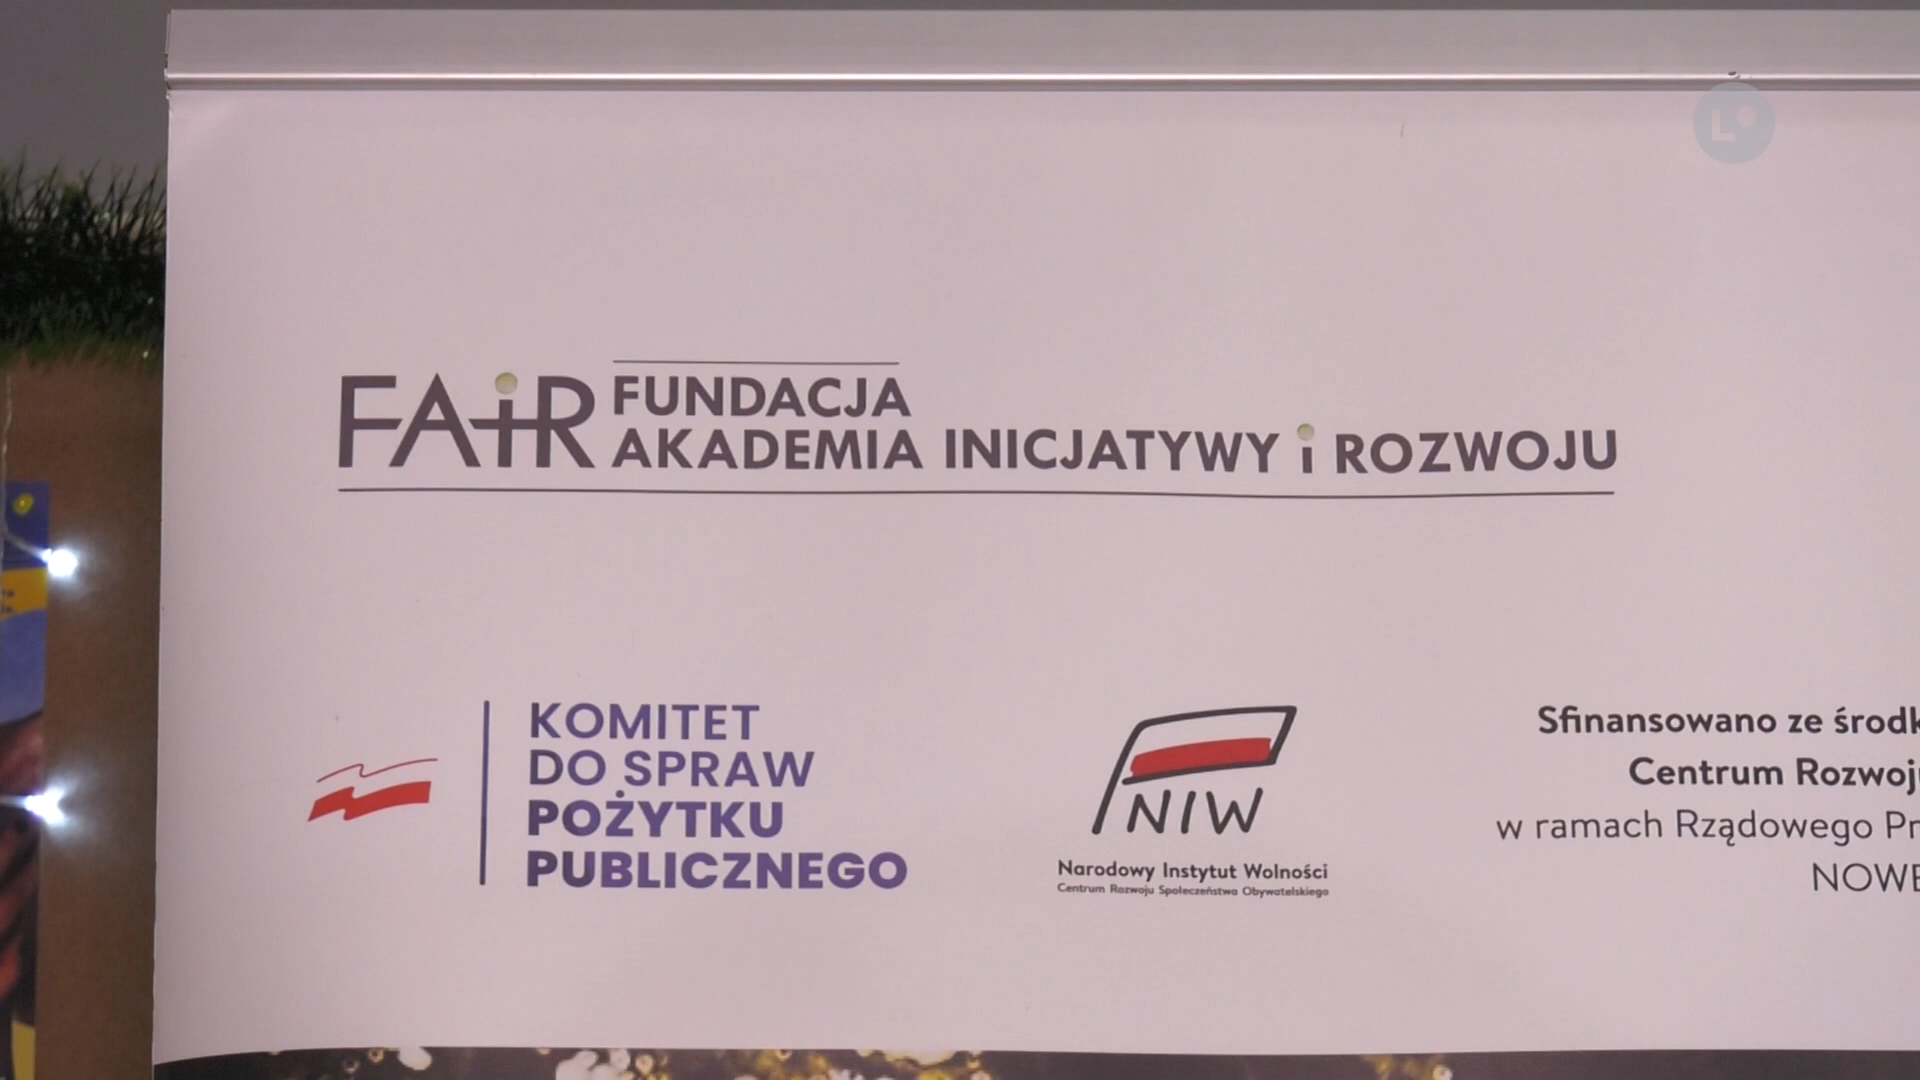 FAiR FUNDACJA
AKADEMIA INICJATYWY i ROZWOJU
KOMITET
DO SPRAW
POŻYTKU
PUBLICZNEGO
NIW
Narodowy Instytut Wolności
Centrum Rozwoju Społeczeństwa Obywatelskiego
Sfinansowano ze środk
Centrum Rozwoju
w ramach Rządowego Pr
NOWE